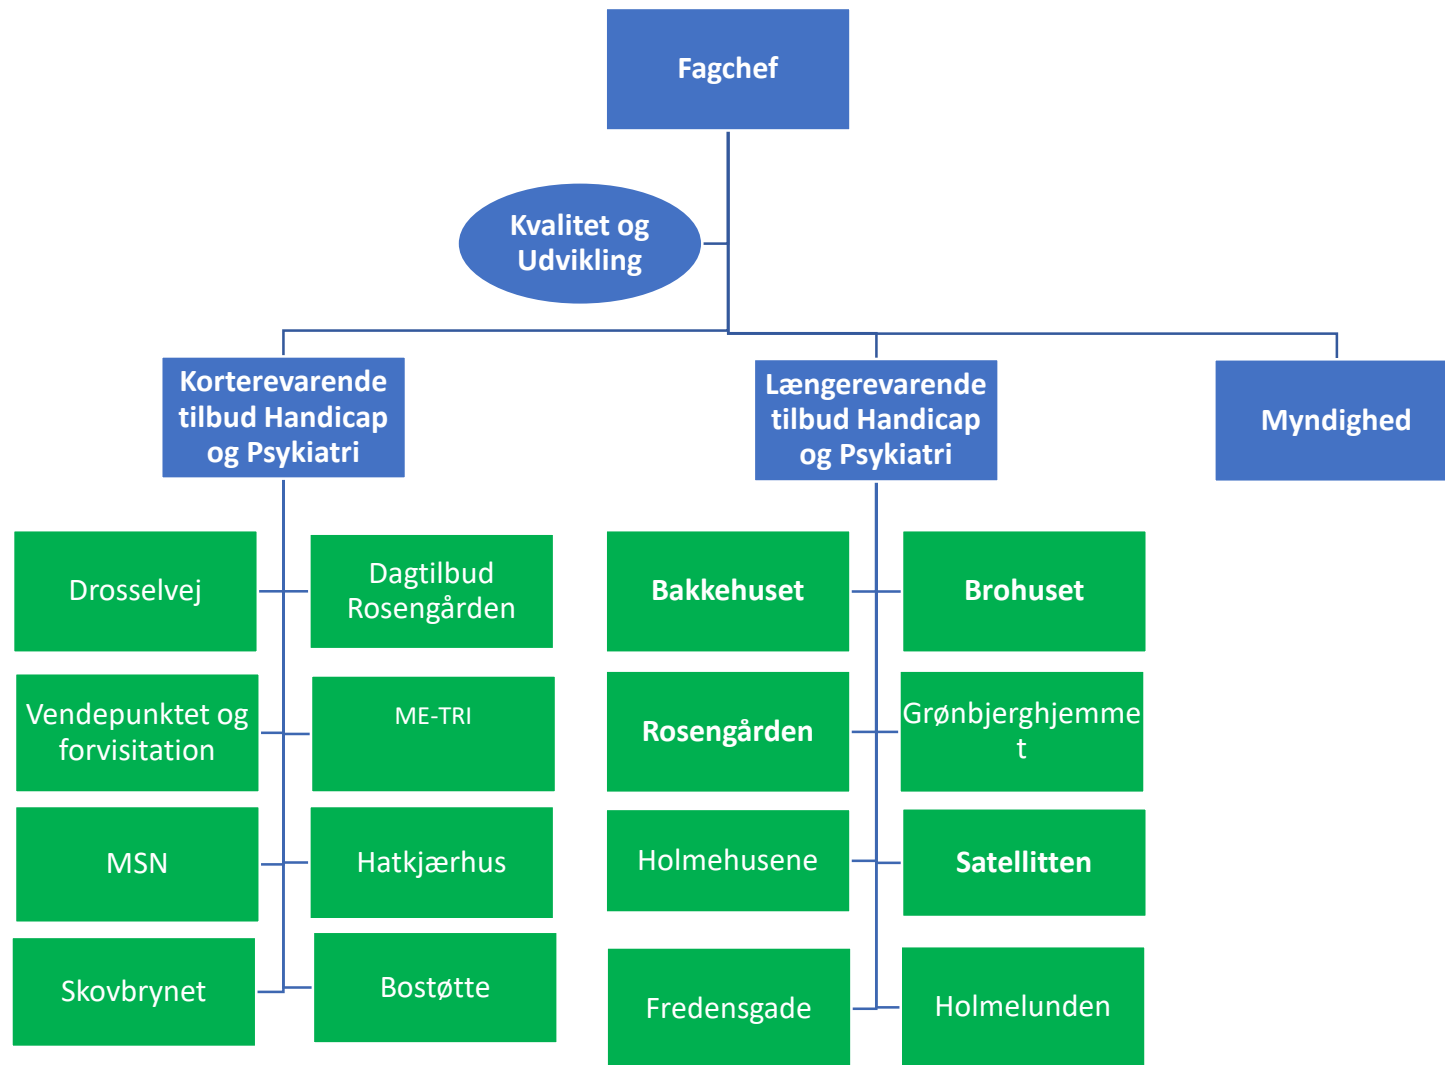 Fagchef
Kvalitet og
Udvikling
Korterevarende
tilbud Handicap
og Psykiatri
Længerevarende
tilbud Handicap
og Psykiatri
Myndighed
Drosselvej
Dagtilbud
Rosengården
Vendepunktet og
forvisitation
ME-TRI
MSN
Hatkjærhus
Skovbrynet
Bostøtte
Bakkehuset
Brohuset
Rosengården
Grønbjerghjemme
t
Holmehusene
Satellitten
Fredensgade
Holmelunden